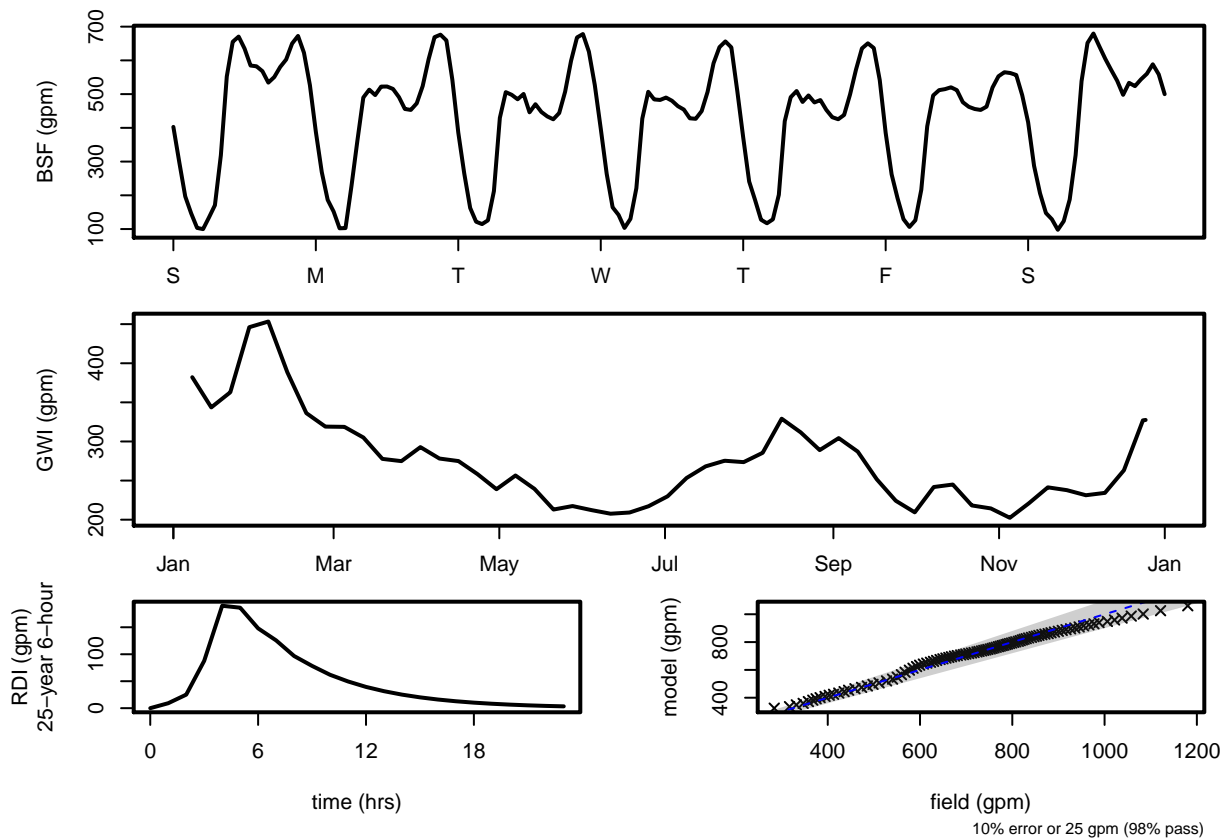 BSF (gpm)
700
500
300
100
S M T W T F S
GWI (gpm)
400
300
200
Jan Mar May Jul Sep Nov Jan
RDI (gpm)
25−year 6−hour
100
0
0 6 12 18
time (hrs)
model (gpm)
800
400
400 600 800 1000 1200
field (gpm)
10% error or 25 gpm (98% pass)